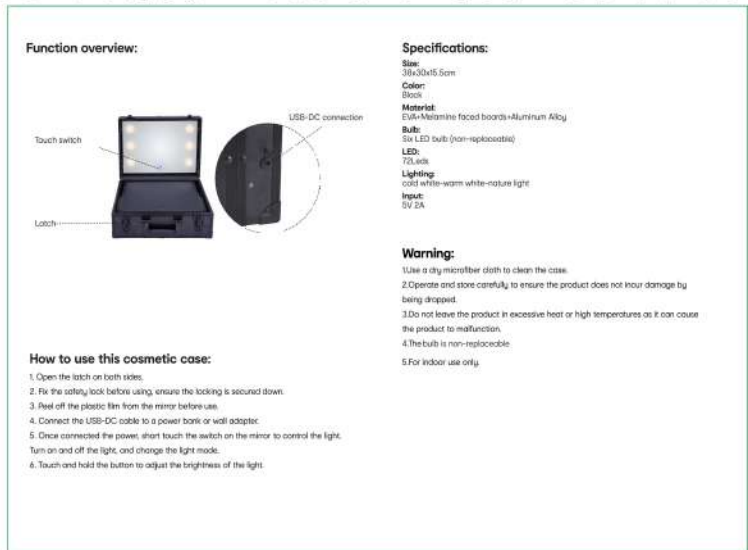 Function overview:
Touch switch
USB-DC connection
Latch
How to use this cosmetic case:
1. Open the latch on both sides.
2. Fix the safety lock before using, ensure the locking is secured down.
3. Peel off the plastic film from the mirror before use.
4. Connect the USB-DC cable to a power bank or wall adapter.
5. Once connected the power, short touch the switch on the mirror to control the light.
Turn on and off the light, and change the light mode.
6. Touch and hold the button to adjust the brightness of the light.
Specifications:
Size:
38x30x15.5cm
Color:
Black
Material:
EVA+Melamine faced boards+Aluminum Alloy
Bulb:
Six LED bulb (non-replaceable)
LED:
72Leds
Lighting:
cold white-warm white-nature light
Input:
5V 2A
Warning:
1.Use a dry microfiber cloth to clean the case.
2.Operate and store carefully to ensure the product does not incur damage by
being dropped.
3.Do not leave the product in excessive heat or high temperatures as it can cause
the product to malfunction.
4.The bulb is non-replaceable
5.For indoor use only.